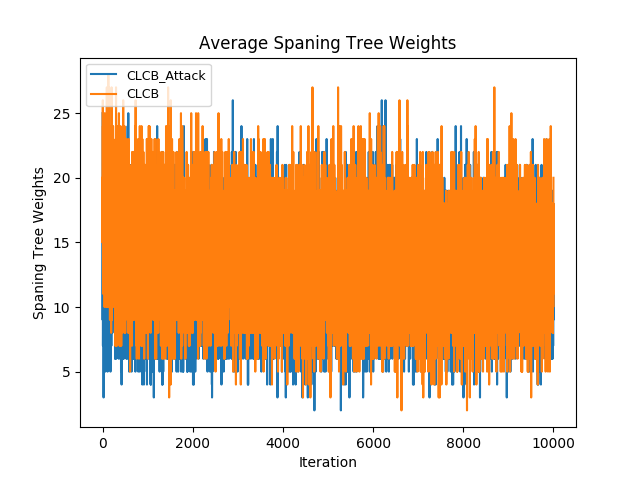 Average Spaning Tree Weights
CLCB_Attack
CLCB
Spaning Tree Weights
25
20
15
10
5
0
2000
4000
6000
8000
10000
Iteration